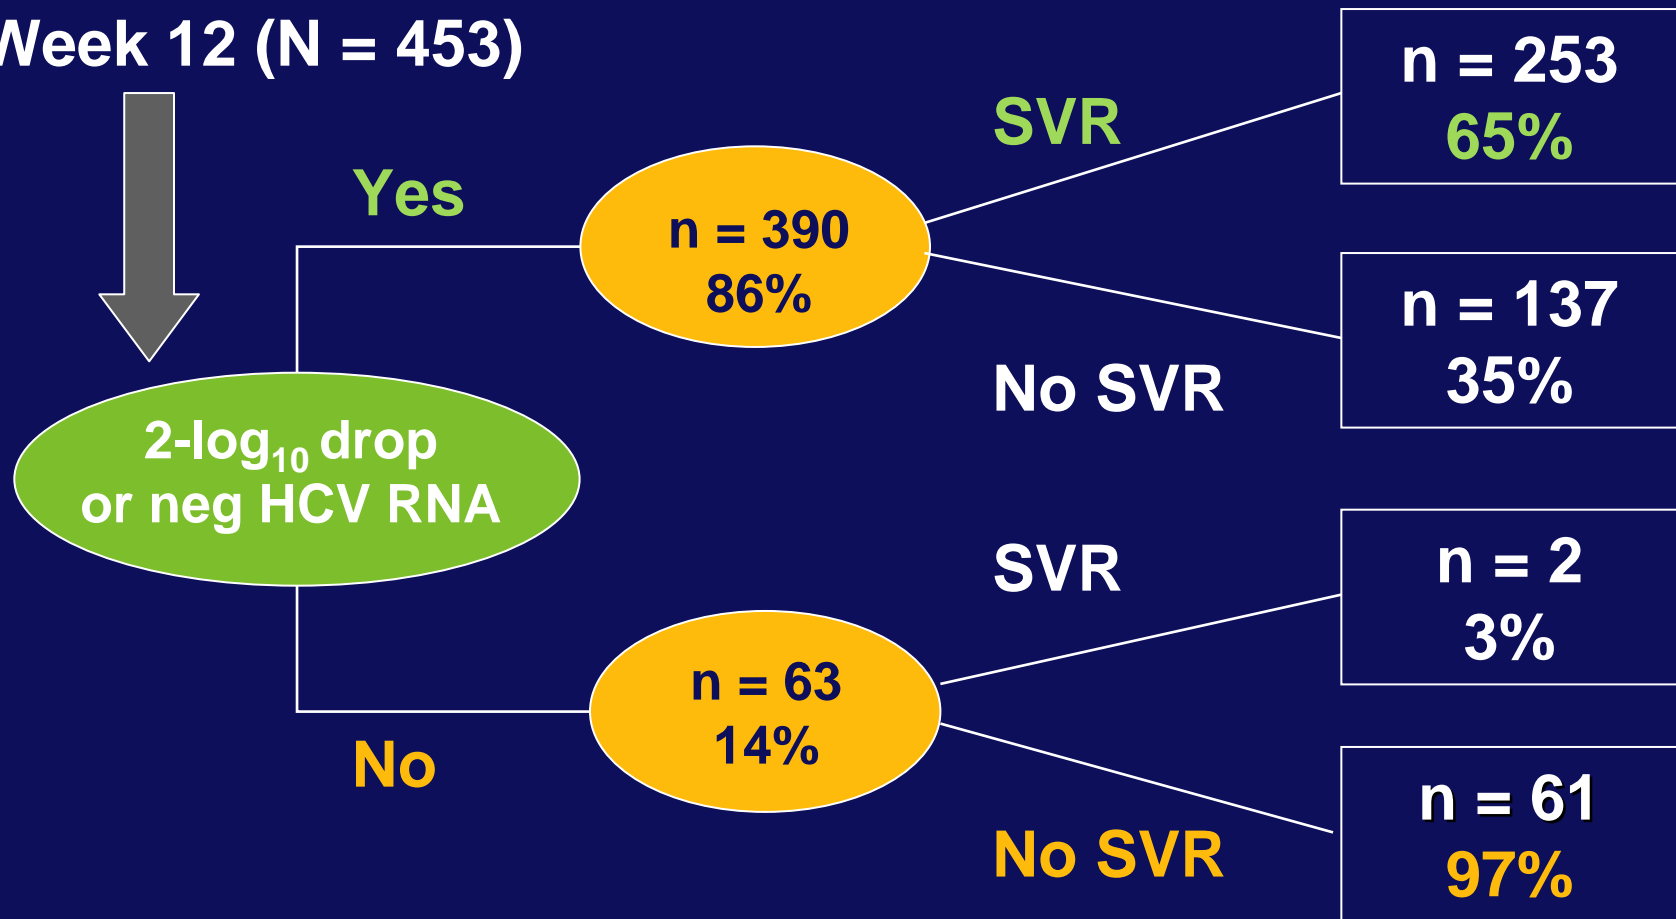 Week 12 (N = 453)
Yes
n = 390
86%
SVR
n = 253
65%
No SVR
n = 137
35%
2-log₁₀ drop
or neg HCV RNA
No
n = 63
14%
SVR
n = 2
3%
No SVR
n = 61
97%